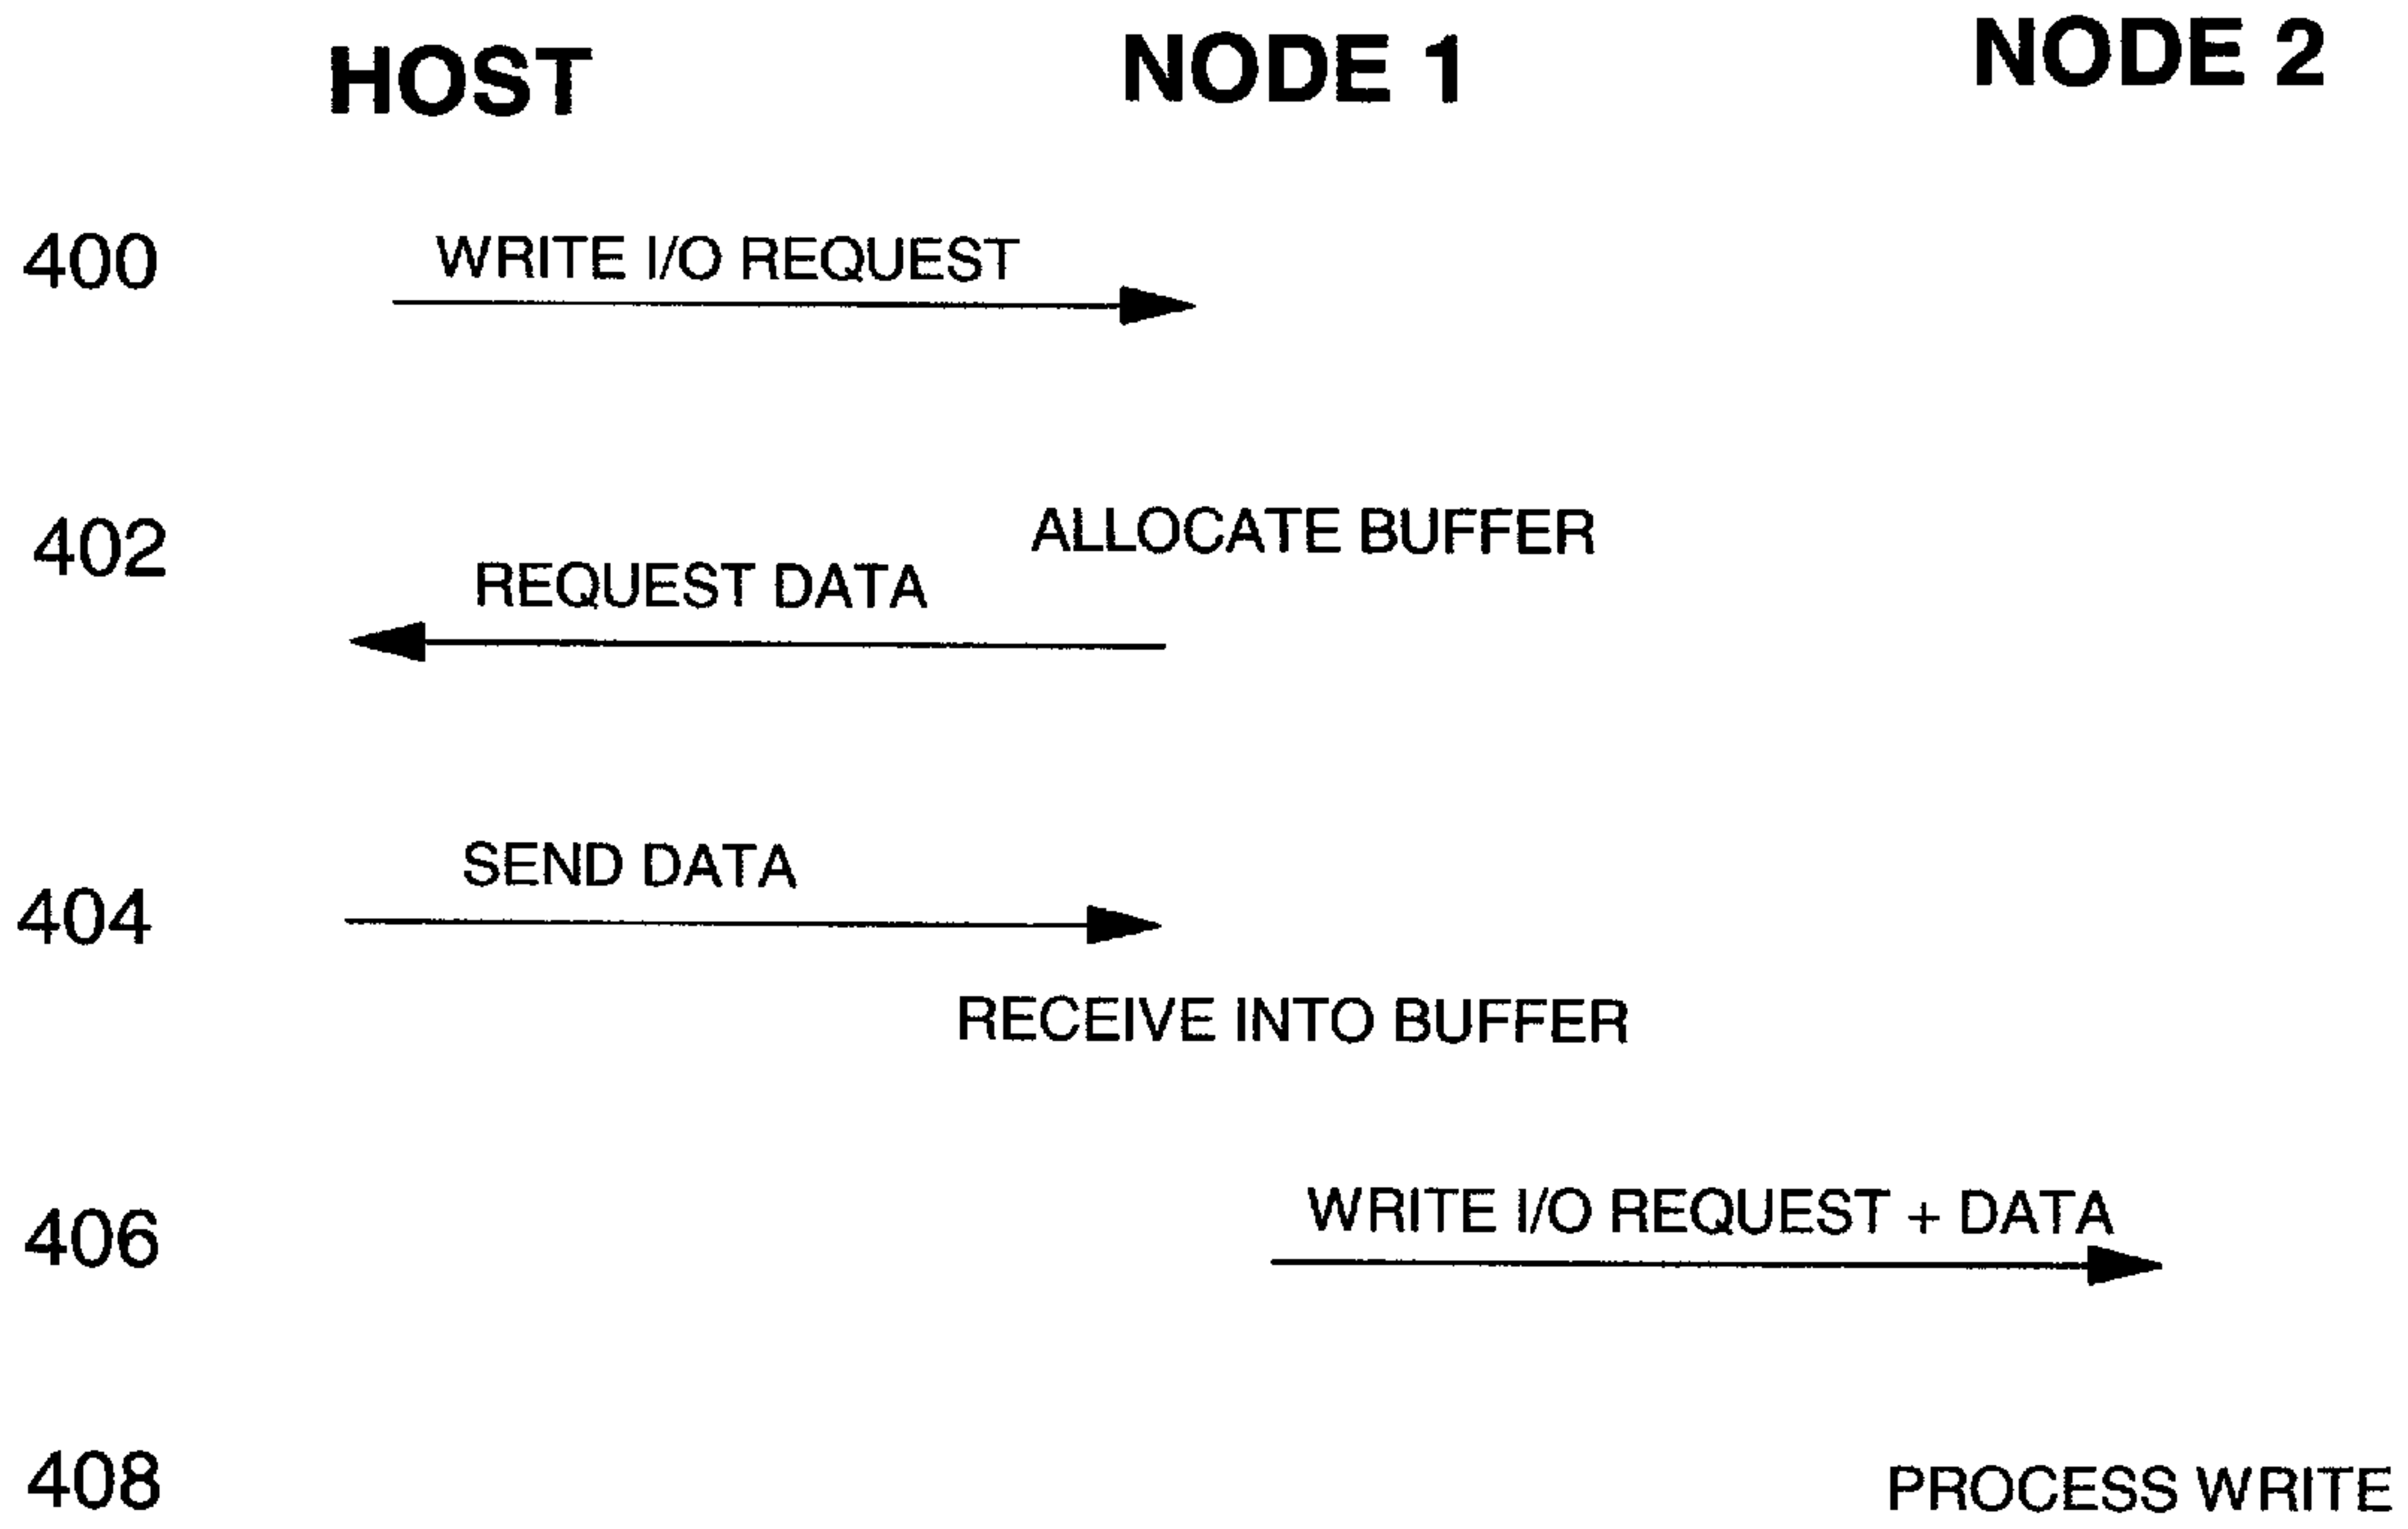 HOST NODE 1 NODE 2
400 WRITE I/O REQUEST
402 ALLOCATE BUFFER
REQUEST DATA
404 SEND DATA
RECEIVE INTO BUFFER
406 WRITE I/O REQUEST + DATA
408 PROCESS WRITE